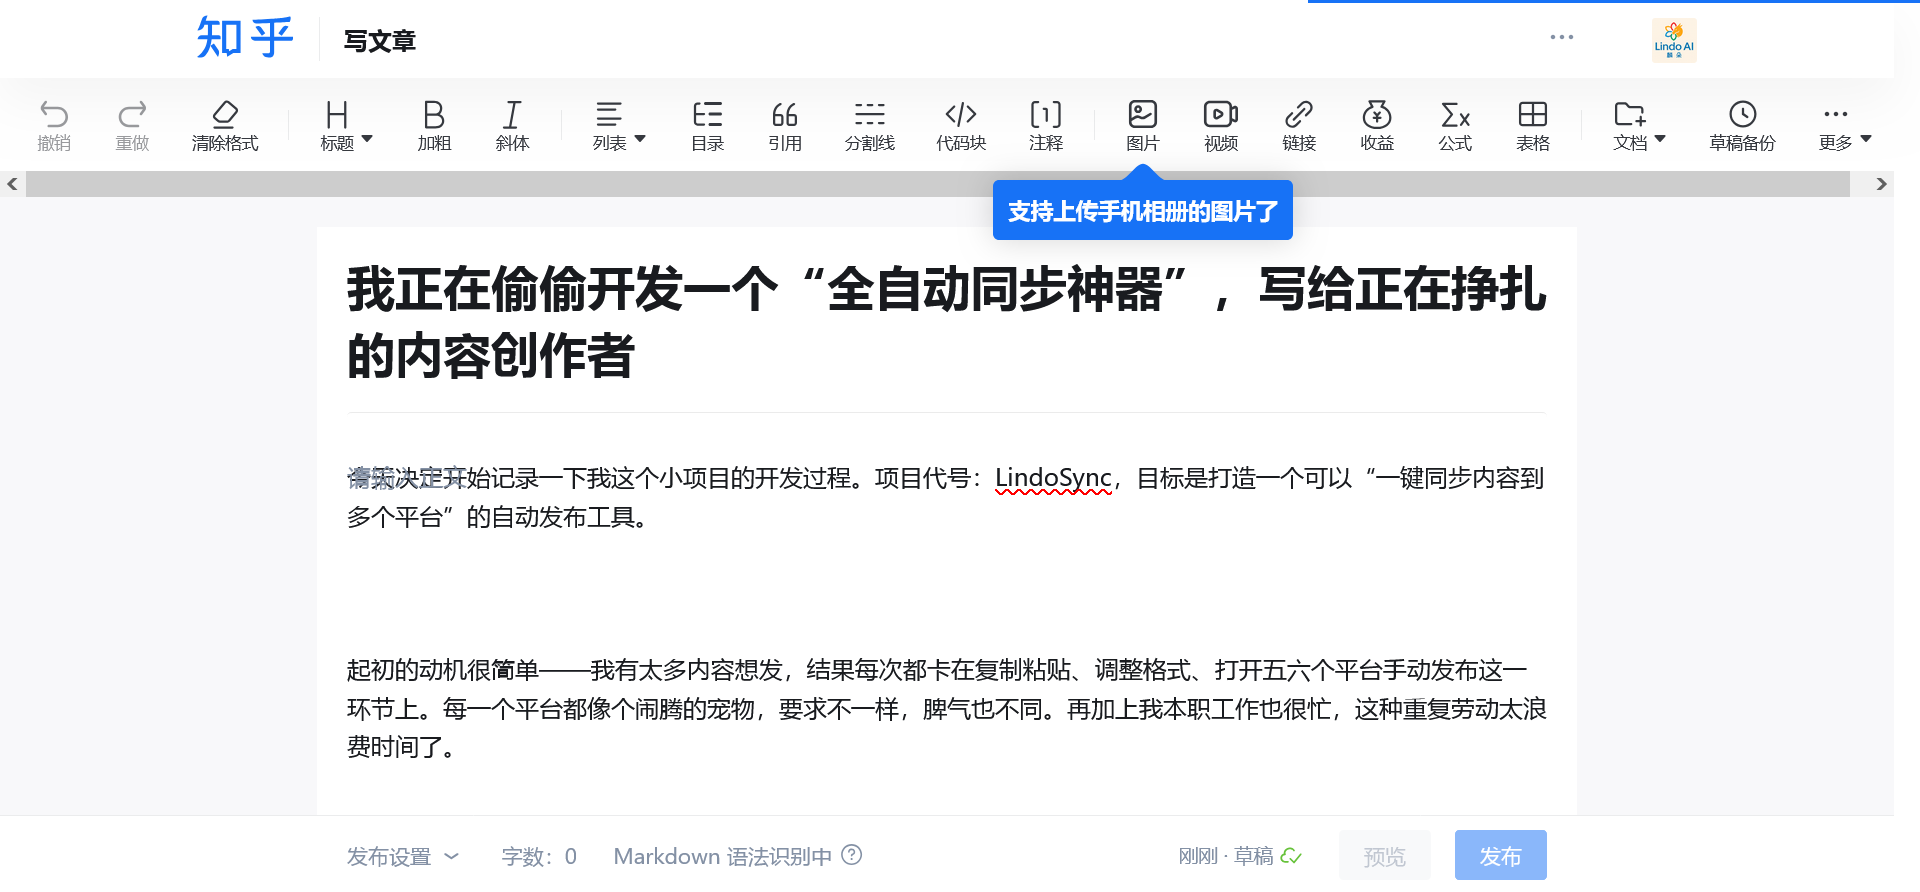 知乎
写文章
Lindo AI
撤销
重做
清除格式
标题
加粗
斜体
列表
目录
引用
分割线
代码块
注释
图片
视频
链接
收益
公式
表格
文档
草稿备份
更多
支持上传手机相册的图片了
我正在偷偷开发一个“全自动同步神器”，写给正在挣扎
的内容创作者
请输入正文
决定开始记录一下我这个小项目的开发过程。项目代号：LindoSync，目标是打造一个可以“一键同步内容到
多个平台”的自动发布工具。
起初的动机很简单——我有太多内容想发，结果每次都卡在复制粘贴、调整格式、打开五六个平台手动发布这一
环节上。每一个平台都像个闹腾的宠物，要求不一样，脾气也不同。再加上我本职工作也很忙，这种重复劳动太浪
费时间了。
发布设置
字数：0
Markdown 语法识别中
刚刚 · 草稿
预览
发布